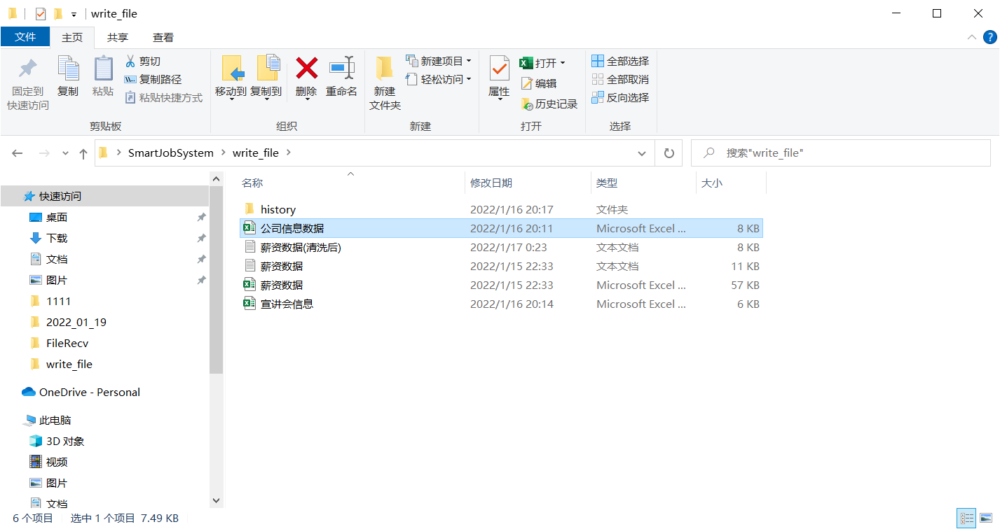 write_file
文件 主页 共享 查看
固定到
快速访问
复制
粘贴
剪切
复制路径
粘贴快捷方式
剪贴板
移动到
复制到
删除
重命名
组织
新建
文件夹
新建项目
轻松访问
新建
属性
打开
编辑
历史记录
打开
全部选择
全部取消
反向选择
选择
SmartJobSystem write_file
搜索"write_file"
快速访问
桌面
下载
文档
图片
1111
2022_01_19
FileRecv
write_file
OneDrive - Personal
此电脑
3D 对象
视频
图片
文档
名称 修改日期 类型 大小
history 2022/1/16 20:17 文件夹
公司信息数据 2022/1/16 20:11 Microsoft Excel ... 8 KB
薪资数据(清洗后) 2022/1/17 0:23 文本文档 8 KB
薪资数据 2022/1/15 22:33 文本文档 11 KB
薪资数据 2022/1/15 22:33 Microsoft Excel ... 57 KB
宣讲会信息 2022/1/16 20:14 Microsoft Excel ... 6 KB
6 个项目 选中 1 个项目 7.49 KB